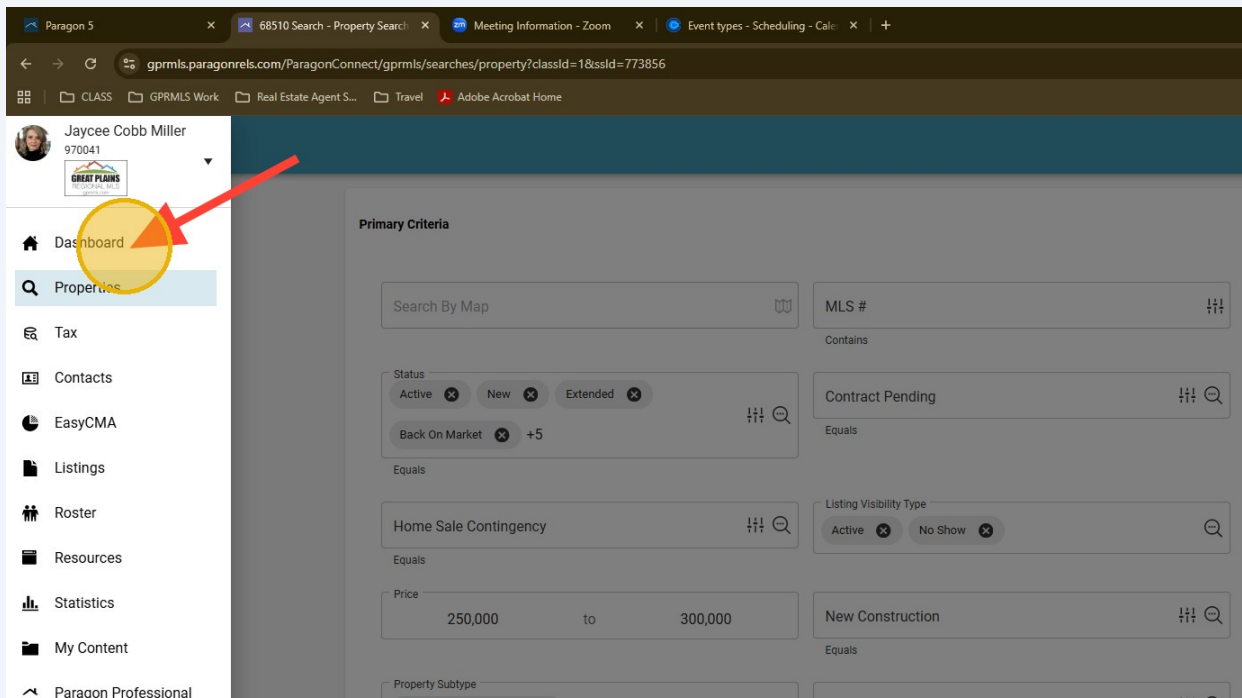 Paragon 5
68510 Search - Property Search
zm Meeting Information - Zoom
Event types - Scheduling - Cale
gprmls.paragonrels.com/ParagonConnect/gprmls/searches/property?classId=1&ssId=773856
CLASS
GPRMLS Work
Real Estate Agent S...
Travel
Adobe Acrobat Home
Jaycee Cobb Miller
970041
GREAT PLAINS
REGIONAL MLS
Dashboard
Properties
Tax
Contacts
EasyCMA
Listings
Roster
Resources
Statistics
My Content
Paragon Professional
Primary Criteria
Search By Map
MLS #
Contains
Status
Active New Extended
Back On Market +5
Equals
Contract Pending
Equals
Home Sale Contingency
Equals
Listing Visibility Type
Active No Show
Price
250,000 to 300,000
New Construction
Equals
Property Subtype